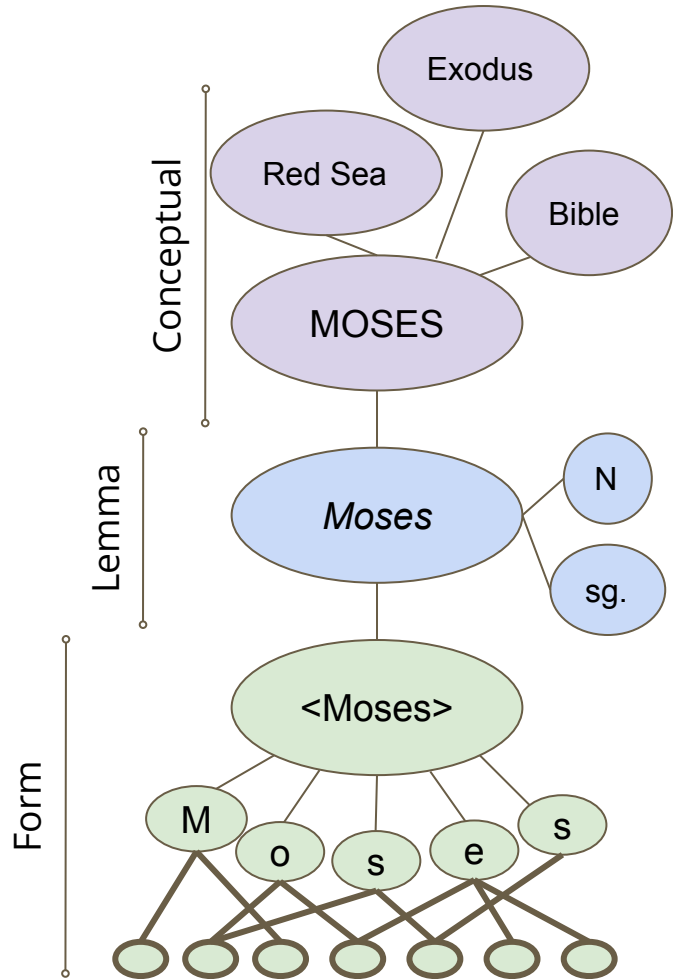 Exodus
Red Sea
Bible
Conceptual
MOSES
Lemma
Moses
N
sg.
Form
<Moses>
M
o
s
e
s